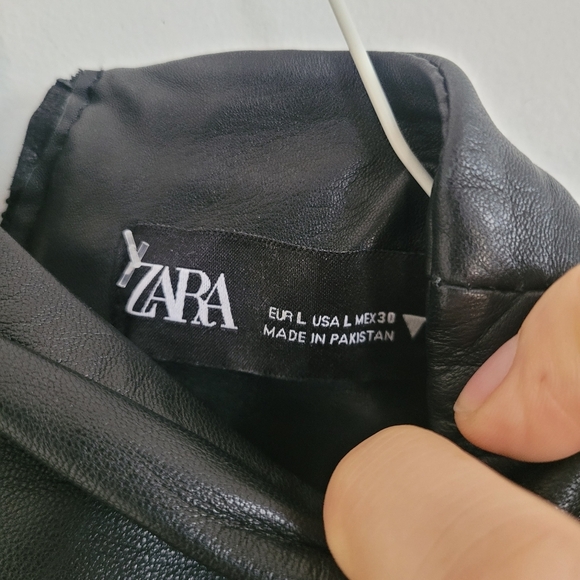 ZARA
EUR L USA L MEX 30
MADE IN PAKISTAN